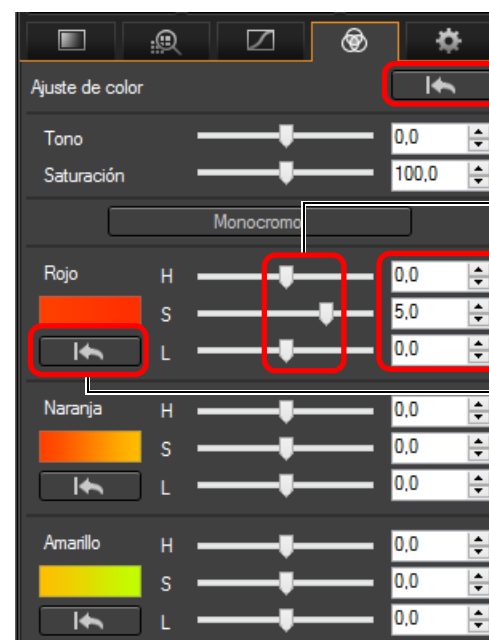 Ajuste de color
Tono 0,0
Saturación 100,0
Monocromo
Rojo H 0,0
S 5,0
L 0,0
Naranja H 0,0
S 0,0
L 0,0
Amarillo H 0,0
S 0,0
L 0,0